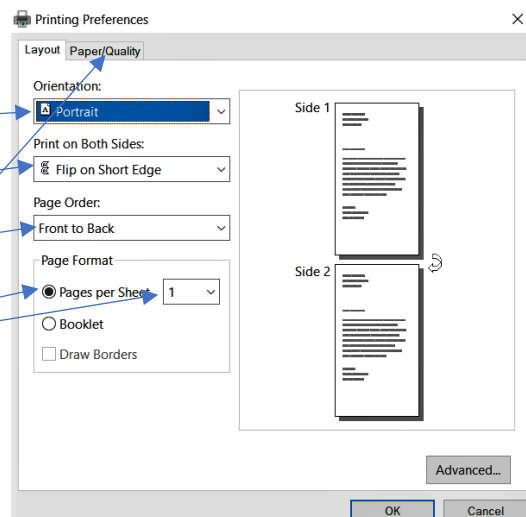 Printing Preferences
Layout Paper/Quality
Orientation:
Portrait
Print on Both Sides:
Flip on Short Edge
Page Order:
Front to Back
Page Format
Pages per Sheet 1
Booklet
Draw Borders
Side 1
Side 2
Advanced...
OK Cancel